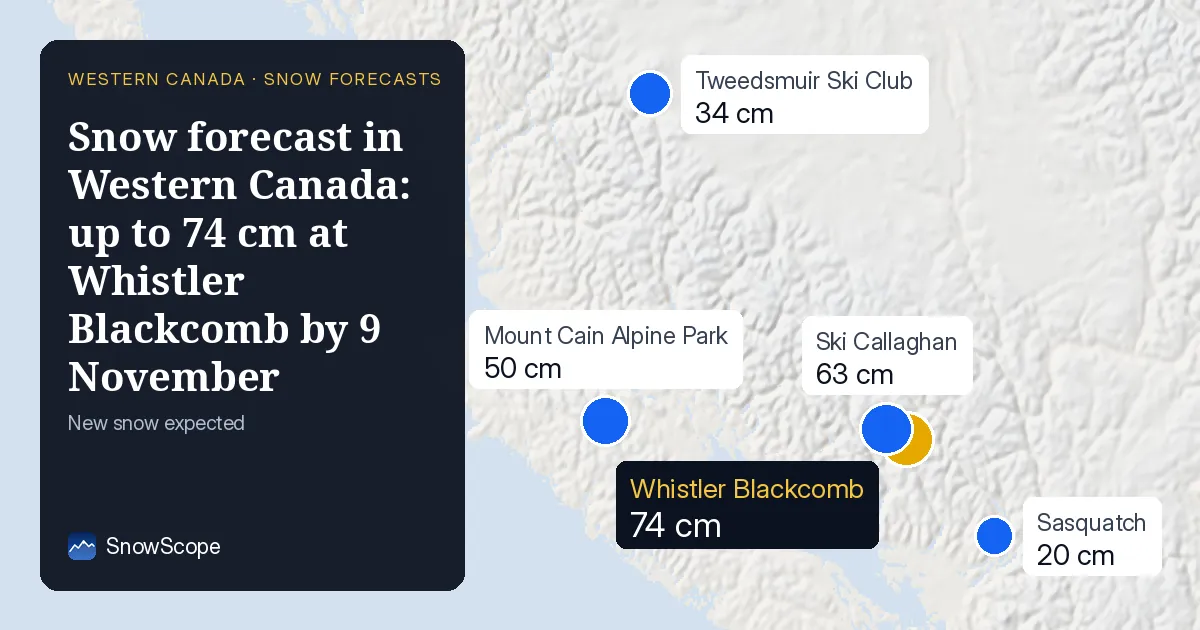 WESTERN CANADA · SNOW FORECASTS
Snow forecast in
Western Canada:
up to 74 cm at
Whistler
Blackcomb by 9
November
New snow expected
SnowScope
Tweedsmuir Ski Club
34 cm
Mount Cain Alpine Park
50 cm
Ski Callaghan
63 cm
Whistler Blackcomb
74 cm
Sasquatch
20 cm